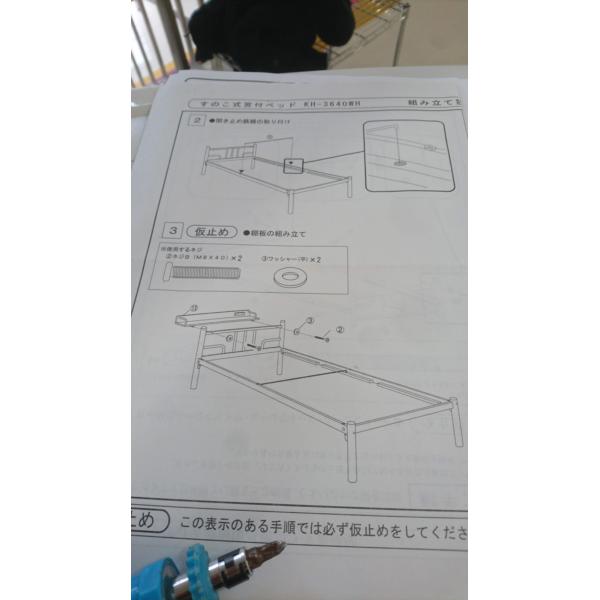 すのこ式宮付ベッド KH-3640WH 組み立て
2 ●開き止め鉄線の取り付け
3 仮止め ●棚板の組み立て
※使用するネジ
②ネジB (M8×40) ×2 ③ワッシャー(平) ×2
⑪
③
②
止め この表示のある手順では必ず仮止めをしてくださ